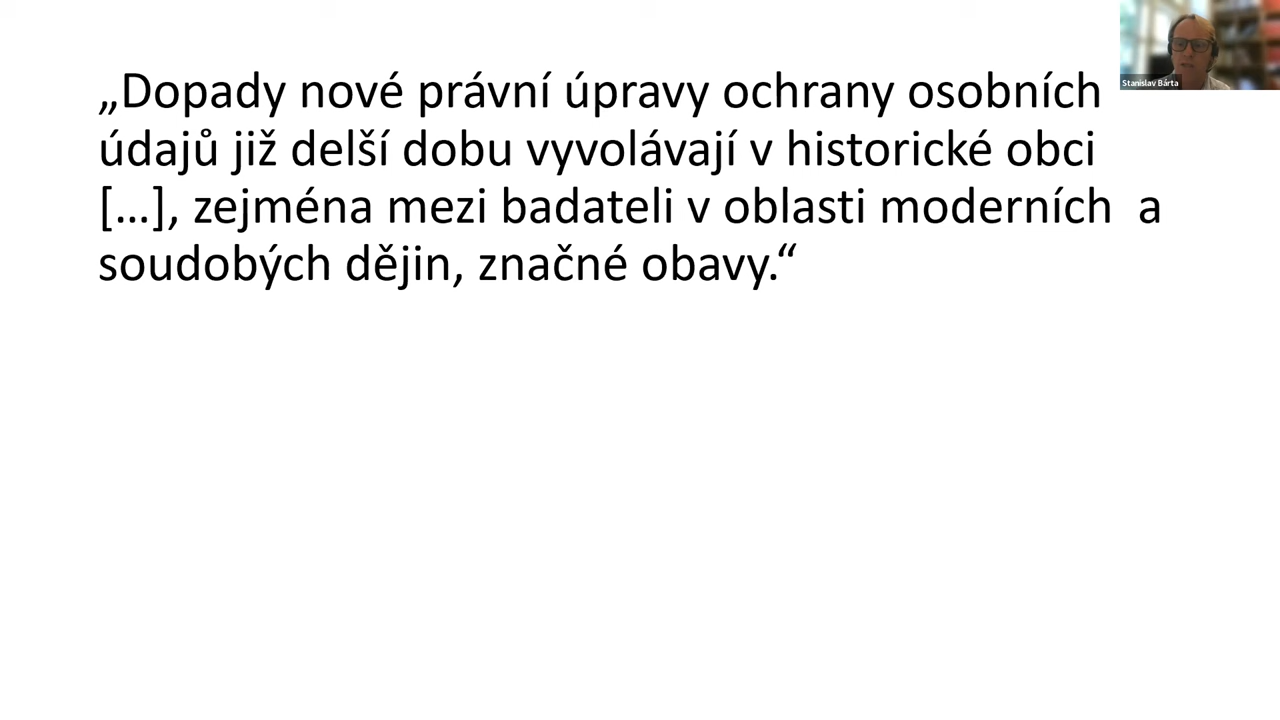 „Dopady nové právní úpravy ochrany osobních
údajů již delší dobu vyvolávají v historické obci
[…], zejména mezi badateli v oblasti moderních  a
soudobých dějin, značné obavy.“
Stanislav Bárta